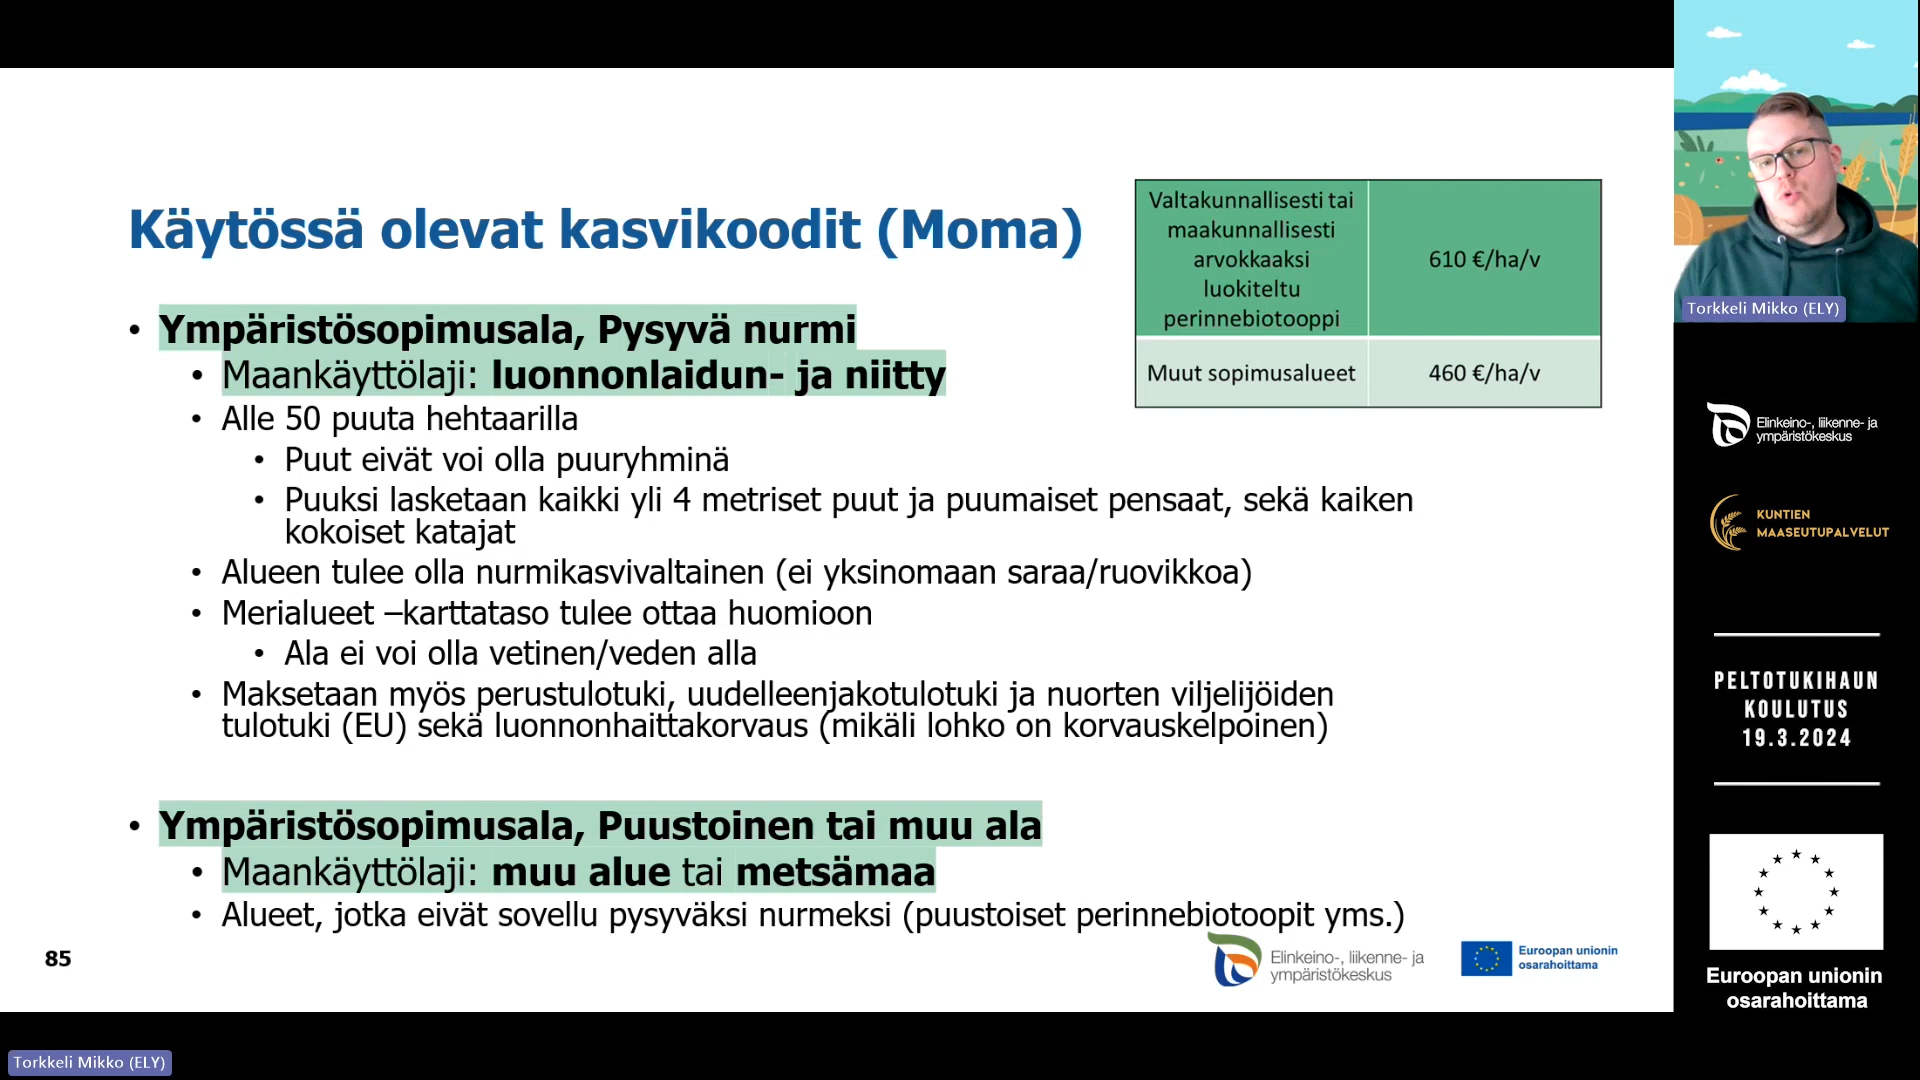 Käytössä olevat kasvikoodit (Moma)
Valtakunnallisesti tai
maakunnallisesti
arvokkaaksi
luokiteltu
perinnebiotooppi
610 €/ha/v
Muut sopimusalueet
460 €/ha/v
• Ympäristösopimusala, Pysyvä nurmi
• Maankäyttölaji: luonnonlaidun- ja niitty
• Alle 50 puuta hehtaarilla
• Puut eivät voi olla puuryhminä
• Puuksi lasketaan kaikki yli 4 metriset puut ja puumaiset pensaat, sekä kaiken
kokoiset katajat
• Alueen tulee olla nurmikasvivaltainen (ei yksinomaan saraa/ruovikkoa)
• Merialueet –karttataso tulee ottaa huomioon
• Ala ei voi olla vetinen/veden alla
• Maksetaan myös perustulotuki, uudelleenjakotulotuki ja nuorten viljelijöiden
tulotuki (EU) sekä luonnonhaittakorvaus (mikäli lohko on korvauskelpoinen)
• Ympäristösopimusala, Puustoinen tai muu ala
• Maankäyttölaji: muu alue tai metsämaa
• Alueet, jotka eivät sovellu pysyväksi nurmeksi (puustoiset perinnebiotoopit yms.)
85
Elinkeino-, liikenne- ja
ympäristökeskus
Euroopan unionin
osarahoittama
Torkkeli Mikko (ELY)
Elinkeino-, liikenne- ja
ympäristökeskus
KUNTIEN
MAASEUTUPALVELUT
PELTOTUKIHAUN
KOULUTUS
19.3.2024
Euroopan unionin
osarahoittama
Torkkeli Mikko (ELY)